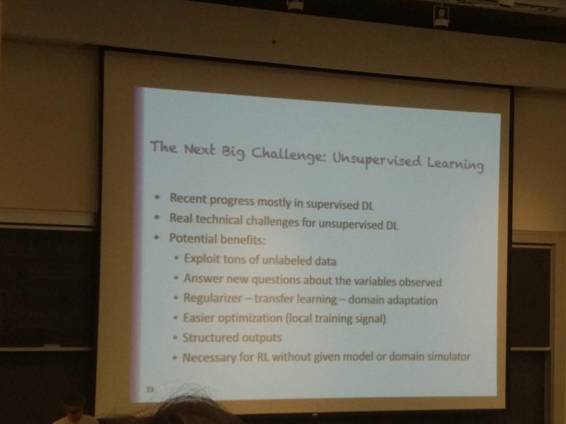 The Next Big Challenge: Unsupervised Learning
• Recent progress mostly in supervised DL
• Real technical challenges for unsupervised DL
• Potential benefits:
• Exploit tons of unlabeled data
• Answer new questions about the variables observed
• Regularizer – transfer learning – domain adaptation
• Easier optimization (local training signal)
• Structured outputs
• Necessary for RL without given model or domain simulator